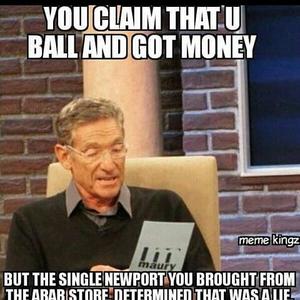 YOU CLAIM THAT U
BALL AND GOT MONEY
maury
meme kingz
BUT THE SINGLE NEWPORT YOU BROUGHT FROM
THE ARAB STORE, DETERMINED THAT WAS A LIE